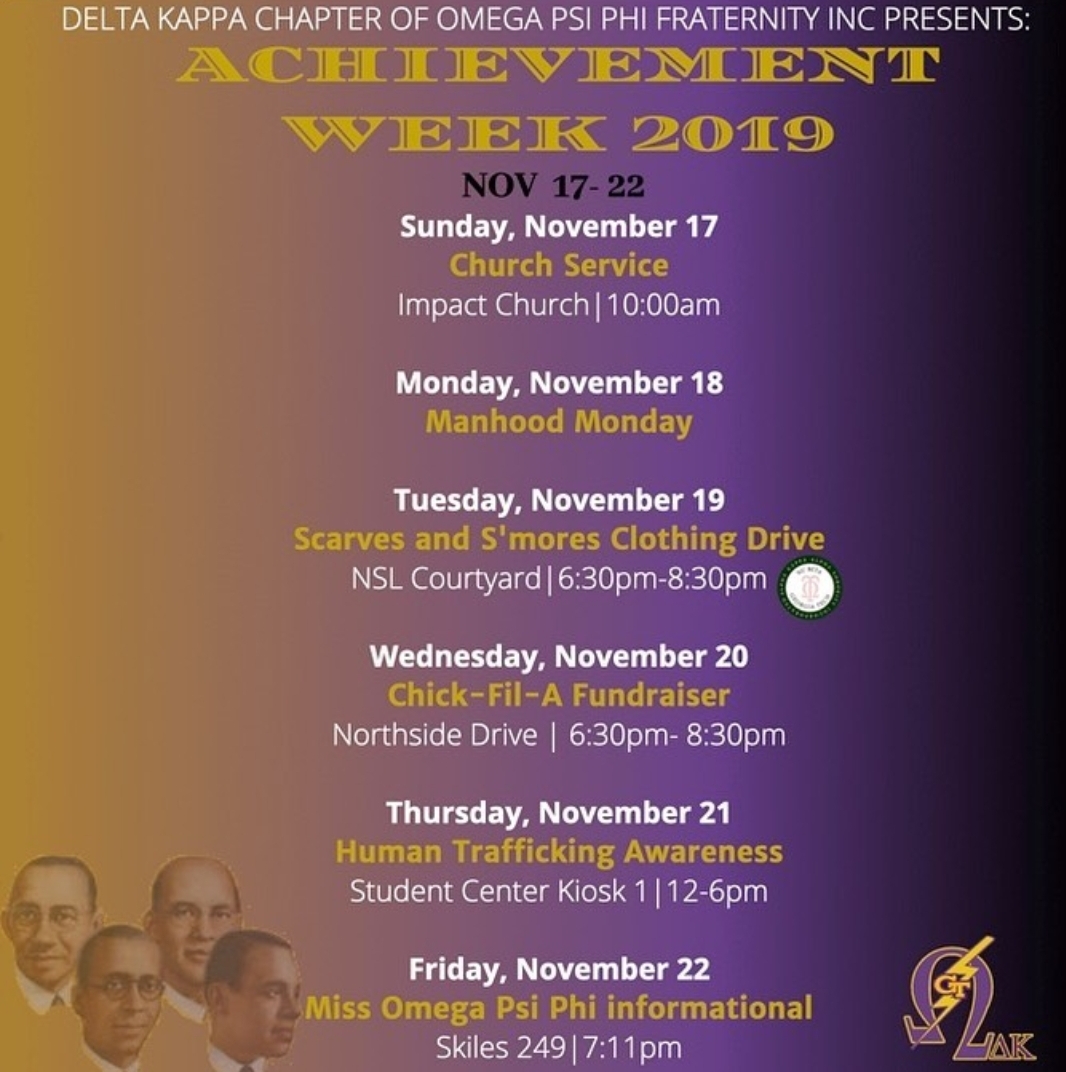 DELTA KAPPA CHAPTER OF OMEGA PSI PHI FRATERNITY INC PRESENTS:
ACHIEVEMENT
WEEK 2019
NOV 17- 22
Sunday, November 17
Church Service
Impact Church|10:00am
Monday, November 18
Manhood Monday
Tuesday, November 19
Scarves and S'mores Clothing Drive
NSL Courtyard|6:30pm-8:30pm
Wednesday, November 20
Chick-Fil-A Fundraiser
Northside Drive | 6:30pm- 8:30pm
Thursday, November 21
Human Trafficking Awareness
Student Center Kiosk 1|12-6pm
Friday, November 22
Miss Omega Psi Phi informational
Skiles 249|7:11pm
GT
ΔΚ